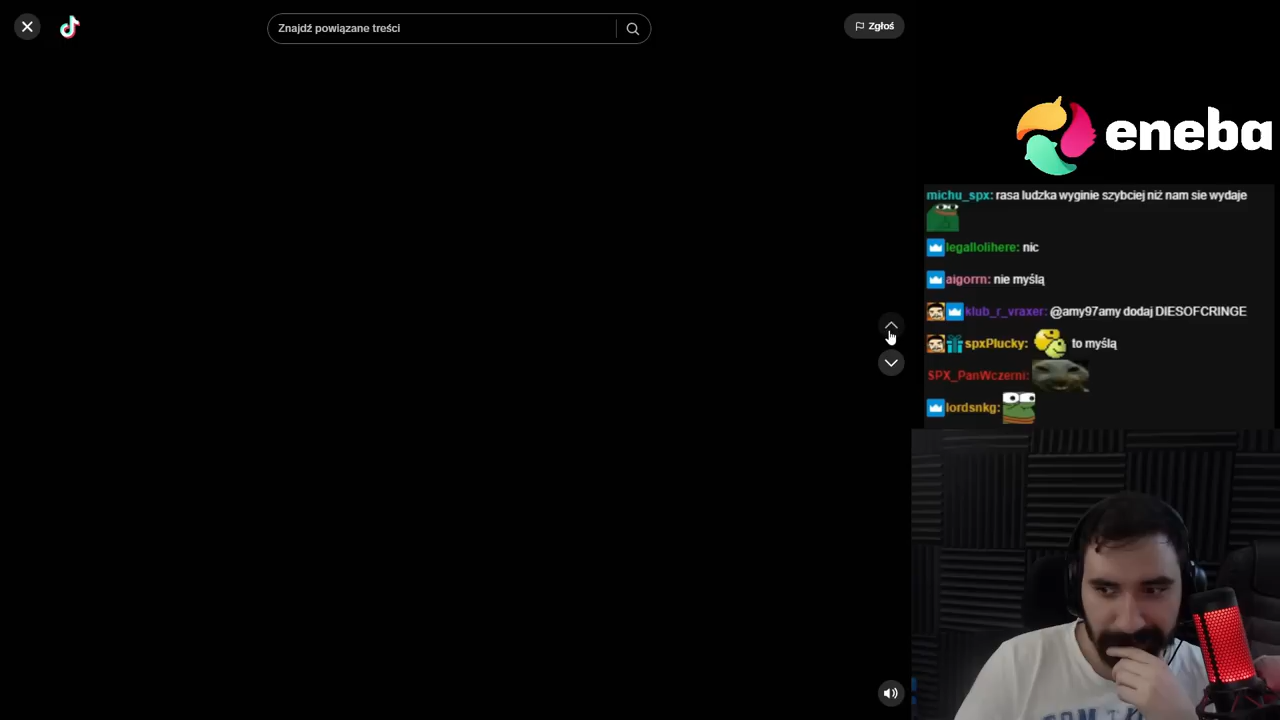 Znajdź powiązane treści
Zgłoś
eneba
michu_spx: rasa ludzka wyginie szybciej niż nam sie wydaje
legallolihere: nic
aigorrn: nie myślą
klub_r_vraxer: @amy97amy dodaj DIESOFCRINGE
spxPlucky: to myślą
SPX_PanWczerni:
lordsnkg: